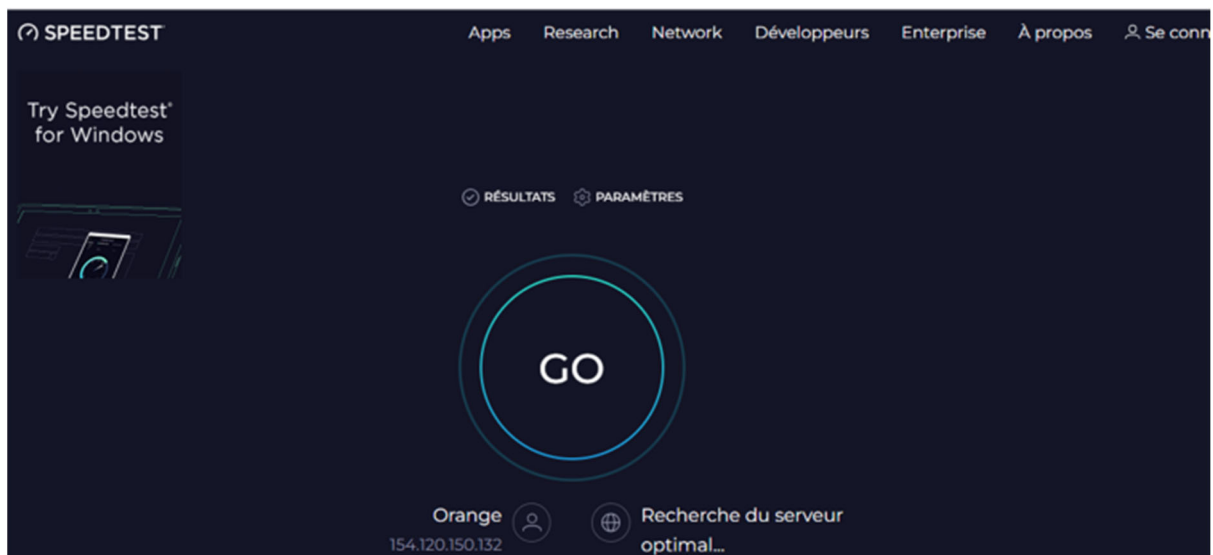 SPEEDTEST
Apps Research Network Développeurs Enterprise À propos Se conn
Try Speedtest®
for Windows
RÉSULTATS PARAMÈTRES
GO
Orange
154.120.150.132
Recherche du serveur
optimal...